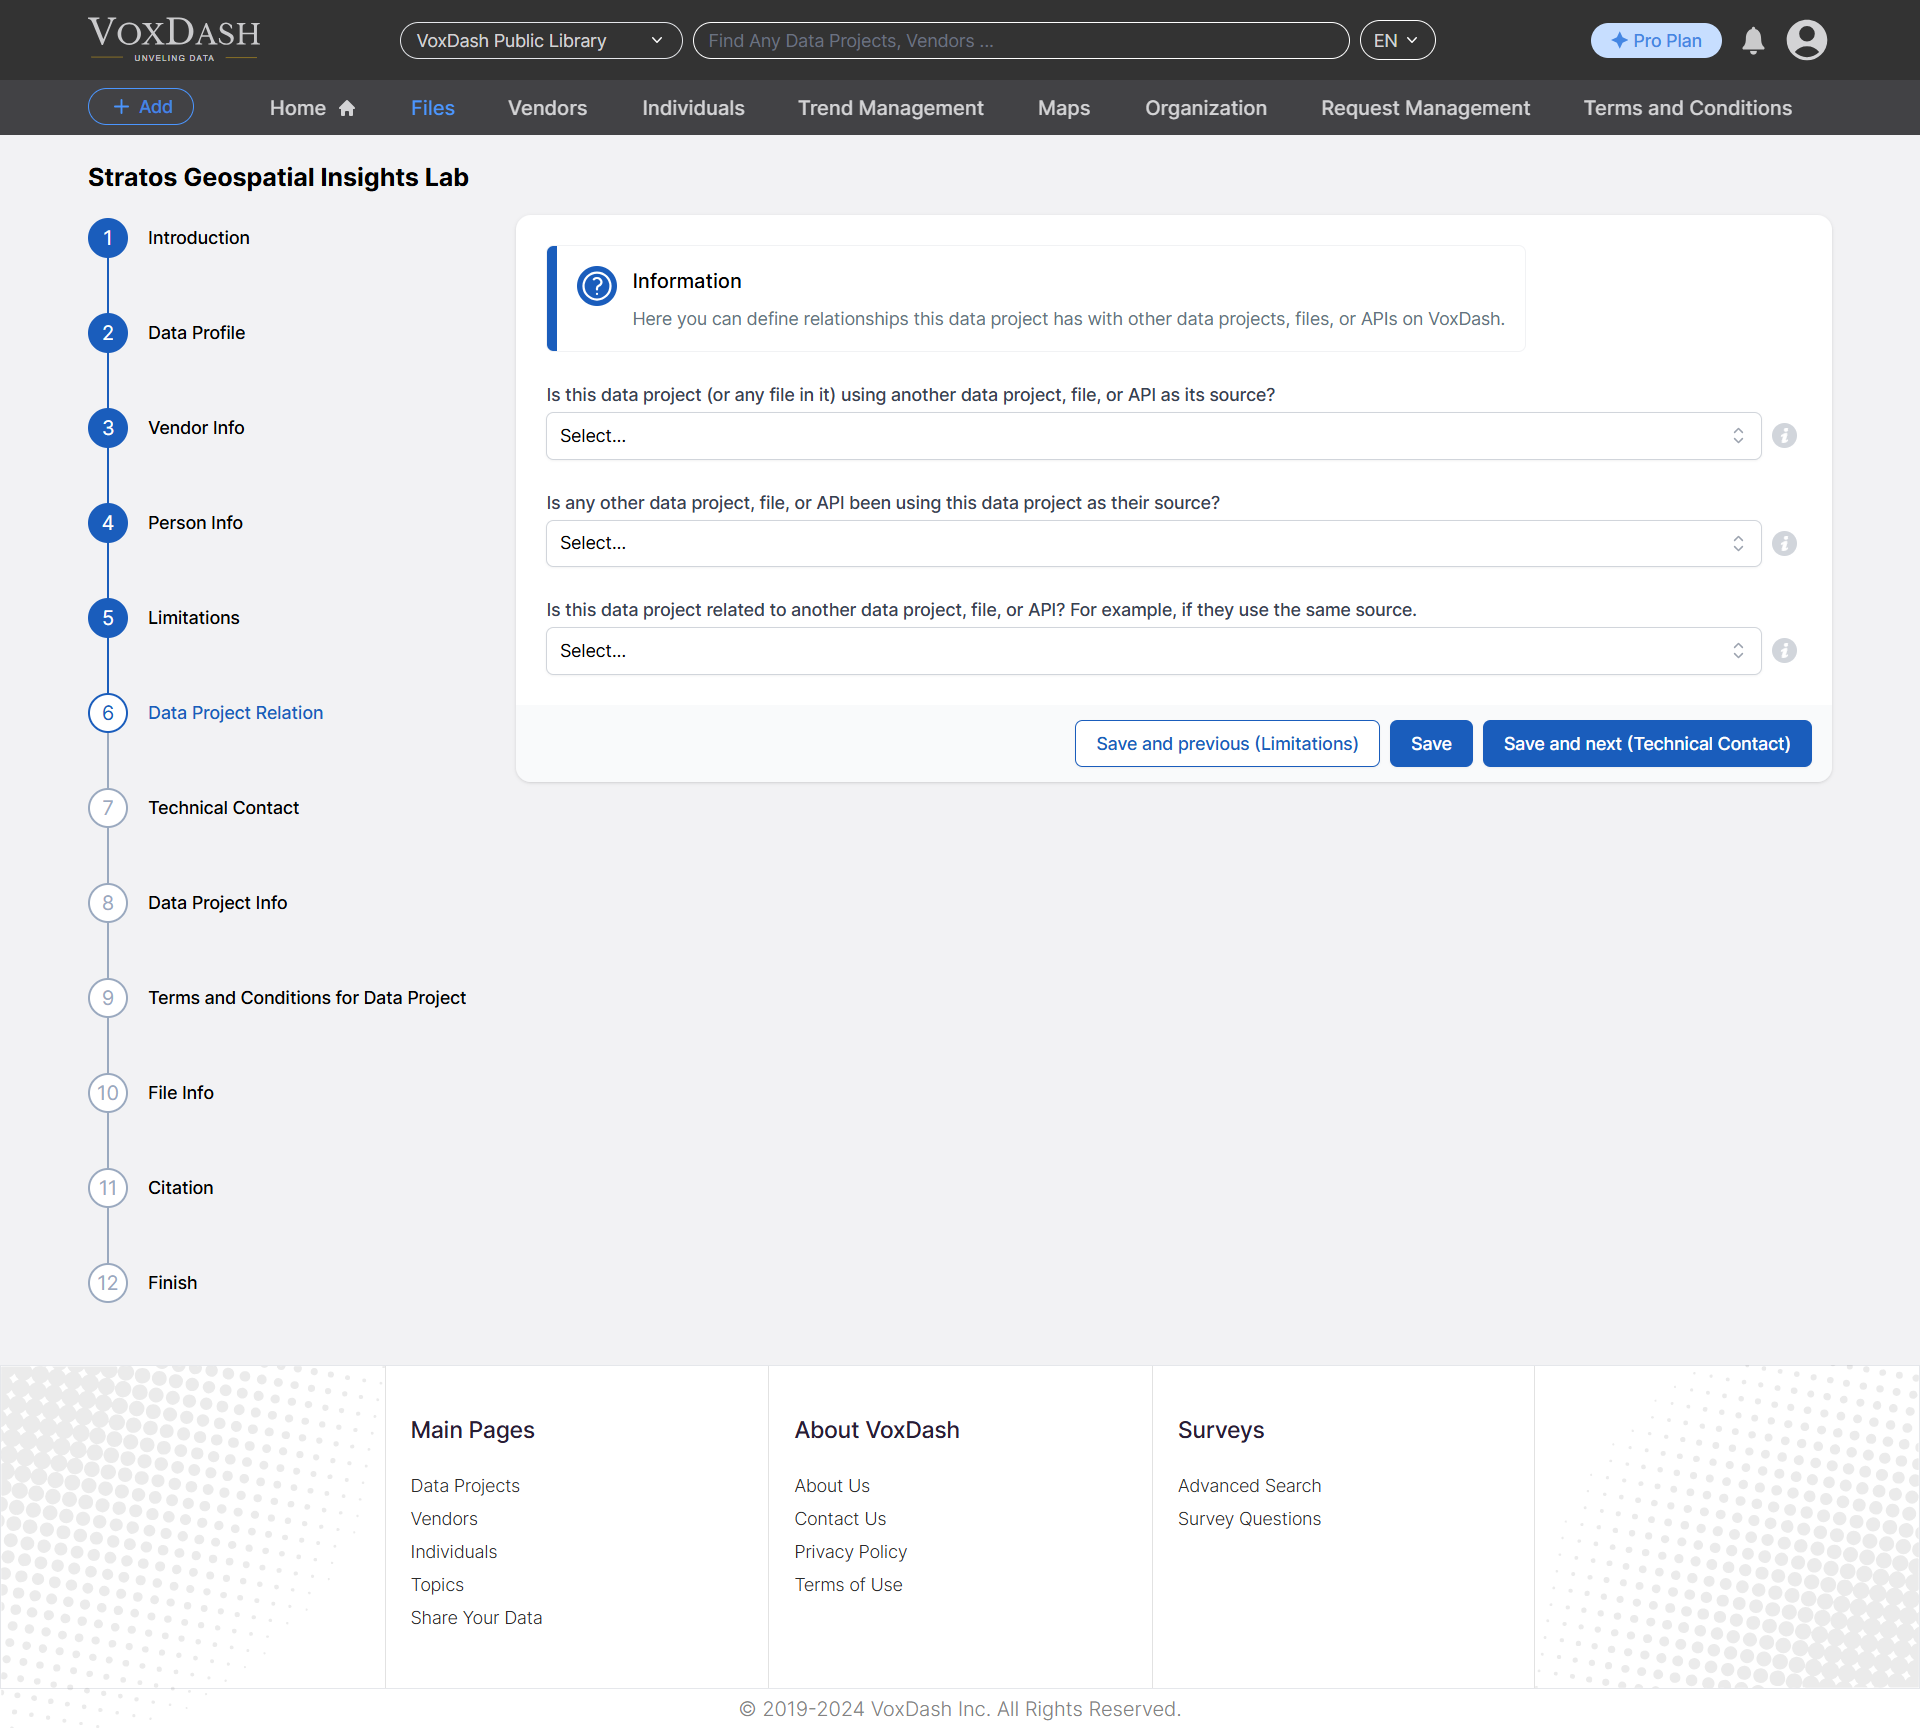 VOXDASH
UNVELING DATA
VoxDash Public Library
Find Any Data Projects, Vendors ...
EN
Pro Plan
Add
Home
Files
Vendors
Individuals
Trend Management
Maps
Organization
Request Management
Terms and Conditions
Stratos Geospatial Insights Lab
1 Introduction
2 Data Profile
3 Vendor Info
4 Person Info
5 Limitations
6 Data Project Relation
7 Technical Contact
8 Data Project Info
9 Terms and Conditions for Data Project
10 File Info
11 Citation
12 Finish
Information
Here you can define relationships this data project has with other data projects, files, or APIs on VoxDash.
Is this data project (or any file in it) using another data project, file, or API as its source?
Select...
Is any other data project, file, or API been using this data project as their source?
Select...
Is this data project related to another data project, file, or API? For example, if they use the same source.
Select...
Save and previous (Limitations)
Save
Save and next (Technical Contact)
Main Pages
Data Projects
Vendors
Individuals
Topics
Share Your Data
About VoxDash
About Us
Contact Us
Privacy Policy
Terms of Use
Surveys
Advanced Search
Survey Questions
© 2019-2024 VoxDash Inc. All Rights Reserved.